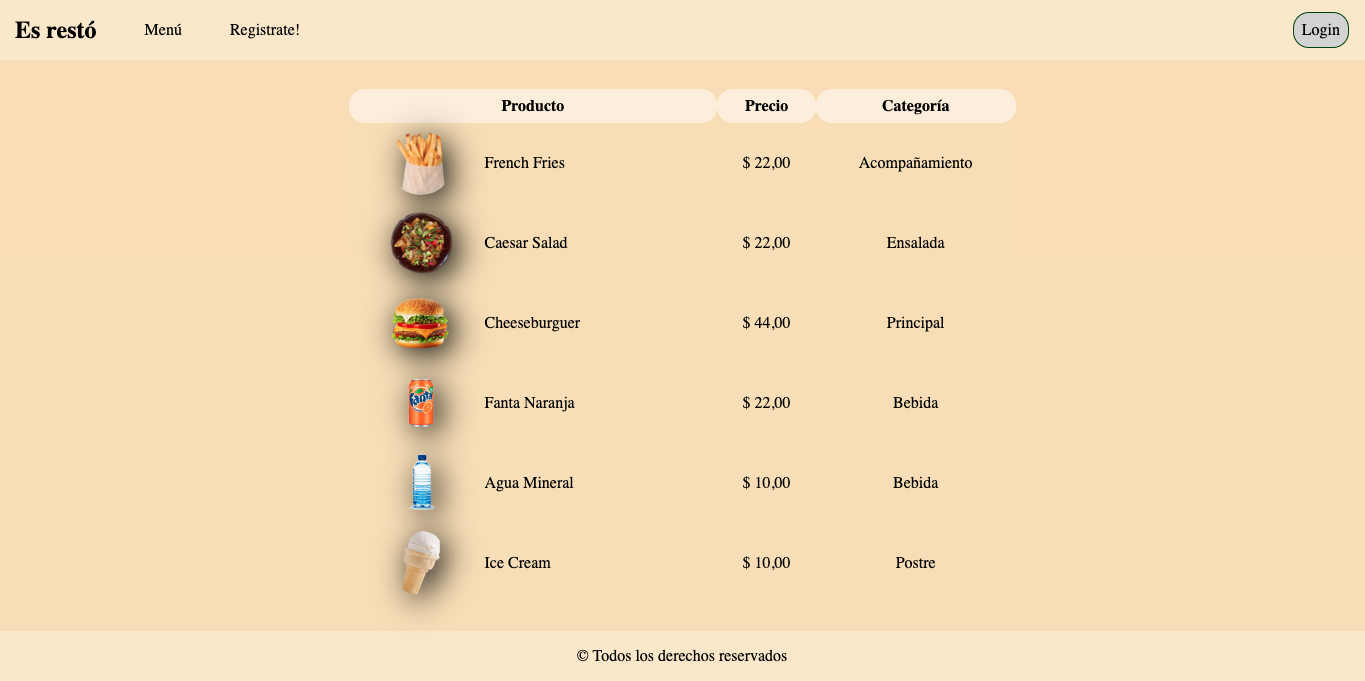 Es restó Menú Registrate! Login
Producto Precio Categoría
French Fries $ 22,00 Acompañamiento
Caesar Salad $ 22,00 Ensalada
Cheeseburguer $ 44,00 Principal
Fanta
Fanta Naranja $ 22,00 Bebida
Agua Mineral $ 10,00 Bebida
Ice Cream $ 10,00 Postre
© Todos los derechos reservados